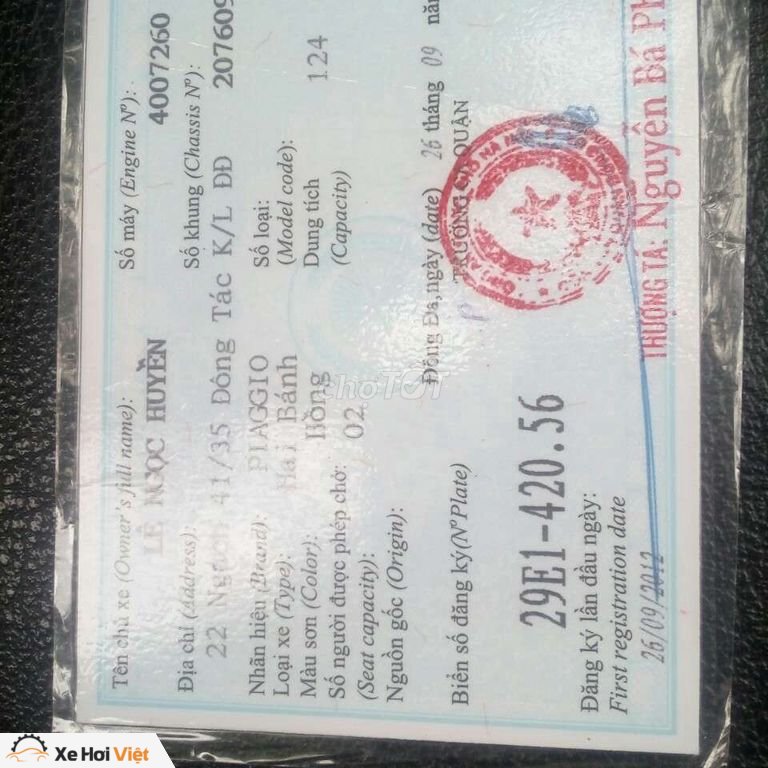 Tên chủ xe (Owner's full name): Số máy (Engine Nº):
LÊ NGỌC HUYỀN 4007260
Địa chỉ (Address): Số khung (Chassis Nº):
22 Ngách 41/35 Đông Tác K/L ĐĐ 207609
Nhãn hiệu (Brand): PIAGGIO Số loại:
(Model code):
Loại xe (Type): Hai Bánh
Màu sơn (Color): Hồng Dung tích 124
Số người được phép chở: 02 (Capacity)
(Seat capacity):
Nguồn gốc (Origin):
Đống Đa, ngày (date) 26 tháng 09 năm
Biển số đăng ký (Nº Plate) TRƯỞNG QUẬN
29E1-420.56
Đăng ký lần đầu ngày:
First registration date
26/09/2012
THƯỢNG TÁ: Nguyễn Bá Ph
choTOT
Xe Hơi Việt